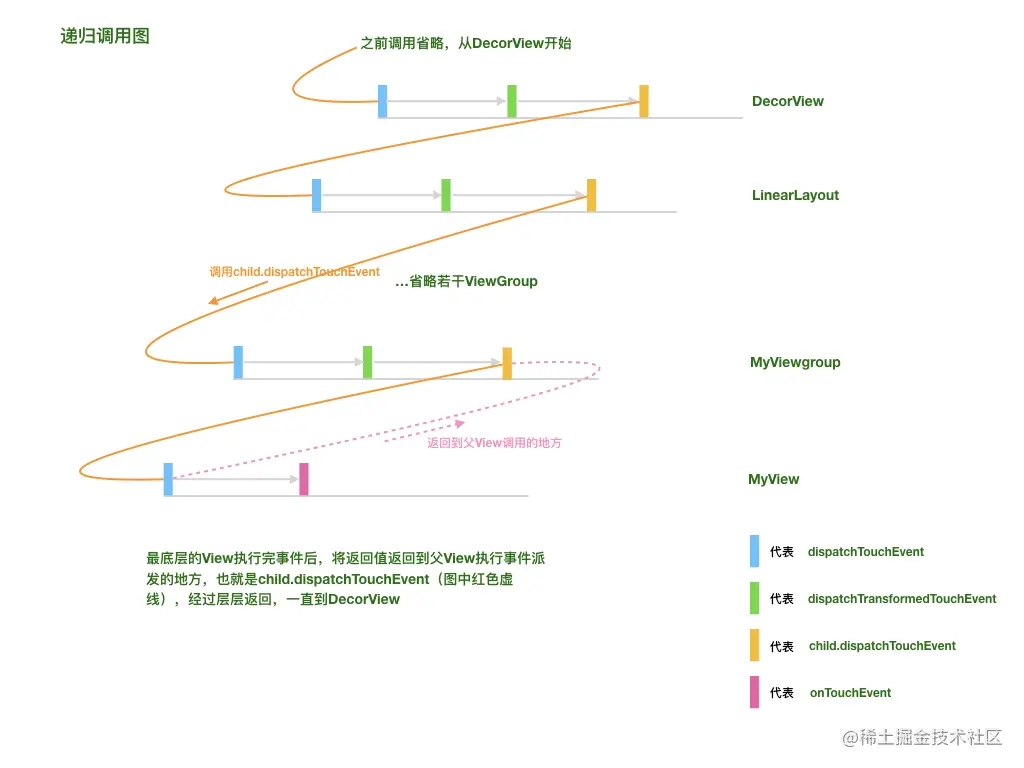 递归调用图
之前调用省略，从DecorView开始
DecorView
LinearLayout
调用child.dispatchTouchEvent
...省略若干ViewGroup
MyViewgroup
返回到父View调用的地方
MyView
最底层的View执行完事件后，将返回值返回到父View执行事件派
发的地方，也就是child.dispatchTouchEvent（图中红色虚
线），经过层层返回，一直到DecorView
代表 dispatchTouchEvent
代表 dispatchTransformedTouchEvent
代表 child.dispatchTouchEvent
代表 onTouchEvent
@稀土掘金技术社区